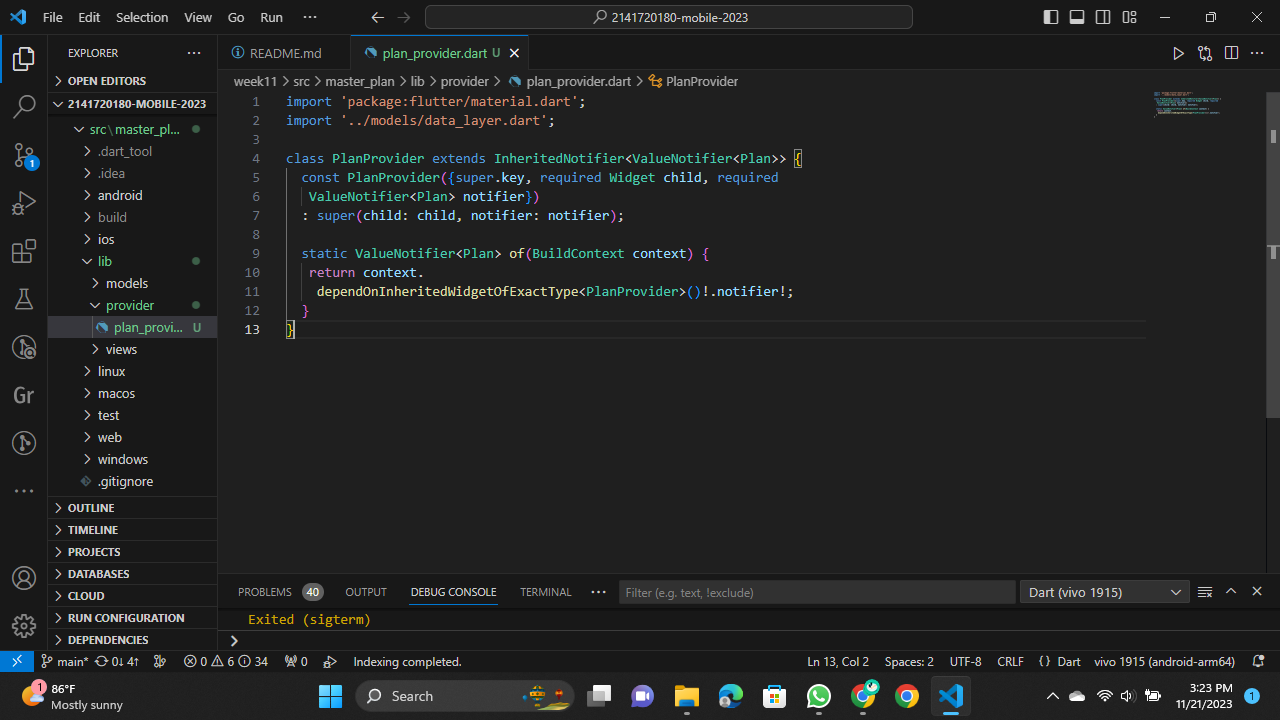 File Edit Selection View Go Run ··· 2141720180-mobile-2023
EXPLORER ···
OPEN EDITORS
2141720180-MOBILE-2023
src\master_pl...
.dart_tool
.idea
android
build
ios
lib
models
provider
plan_provi... U
views
linux
macos
test
web
windows
.gitignore
OUTLINE
TIMELINE
PROJECTS
DATABASES
CLOUD
RUN CONFIGURATION
DEPENDENCIES
1
Gr
README.md plan_provider.dart U
week11 > src > master_plan > lib > provider > plan_provider.dart > PlanProvider
1 import 'package:flutter/material.dart';
2 import '../models/data_layer.dart';
3
4 class PlanProvider extends InheritedNotifier<ValueNotifier<Plan>> {
5 const PlanProvider({super.key, required Widget child, required
6 ValueNotifier<Plan> notifier})
7 : super(child: child, notifier: notifier);
8
9 static ValueNotifier<Plan> of(BuildContext context) {
10 return context.
11 dependOnInheritedWidgetOfExactType<PlanProvider>()!.notifier!;
12 }
13 }
PROBLEMS 40 OUTPUT DEBUG CONSOLE TERMINAL ··· Filter (e.g. text, !exclude) Dart (vivo 1915)
Exited (sigterm)
main* 0↓ 4↑ 0 6 34 0 Indexing completed. Ln 13, Col 2 Spaces: 2 UTF-8 CRLF {} Dart vivo 1915 (android-arm64)
1 86°F
Mostly sunny
Search
3:23 PM
11/21/2023
1